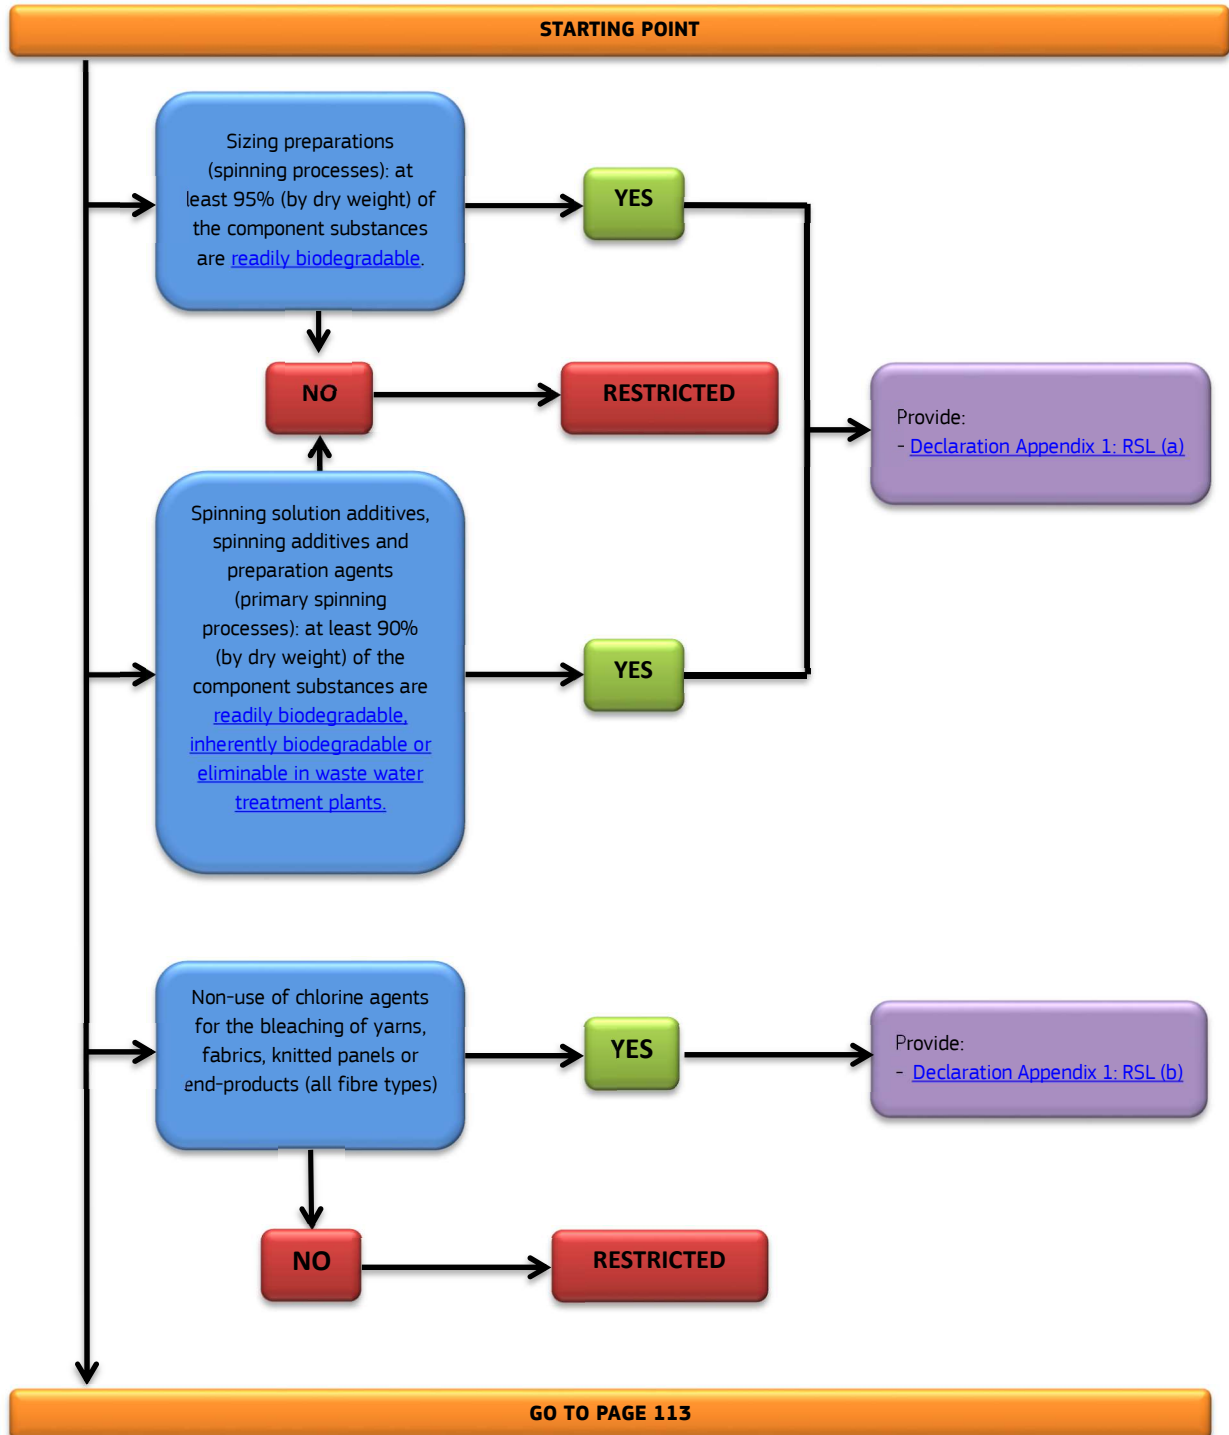 STARTING POINT
Sizing preparations
(spinning processes): at
least 95% (by dry weight) of
the component substances
are readily biodegradable.
YES
NO
RESTRICTED
Provide:
- Declaration Appendix 1: RSL (a)
Spinning solution additives,
spinning additives and
preparation agents
(primary spinning
processes): at least 90%
(by dry weight) of the
component substances are
readily biodegradable,
inherently biodegradable or
eliminable in waste water
treatment plants.
YES
Non-use of chlorine agents
for the bleaching of yarns,
fabrics, knitted panels or
end-products (all fibre types)
YES
Provide:
- Declaration Appendix 1: RSL (b)
NO
RESTRICTED
GO TO PAGE 113